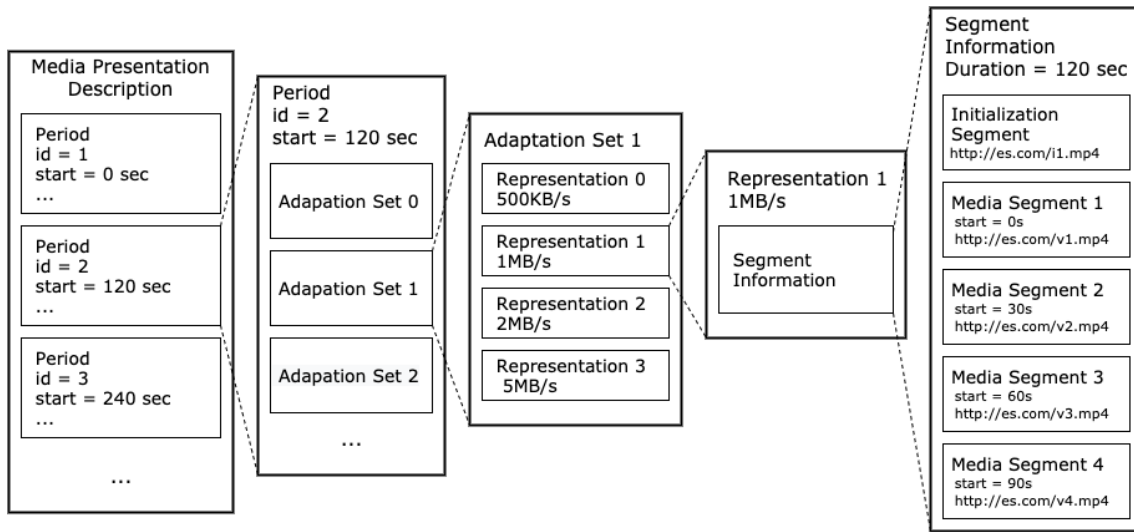 Media Presentation
Description
Period
id = 1
start = 0 sec
...
Period
id = 2
start = 120 sec
...
Period
id = 3
start = 240 sec
...
...
Period
id = 2
start = 120 sec
Adapation Set 0
Adapation Set 1
Adapation Set 2
...
Adaptation Set 1
Representation 0
500KB/s
Representation 1
1MB/s
Representation 2
2MB/s
Representation 3
5MB/s
Representation 1
1MB/s
Segment
Information
Segment
Information
Duration = 120 sec
Initialization
Segment
http://es.com/i1.mp4
Media Segment 1
start = 0s
http://es.com/v1.mp4
Media Segment 2
start = 30s
http://es.com/v2.mp4
Media Segment 3
start = 60s
http://es.com/v3.mp4
Media Segment 4
start = 90s
http://es.com/v4.mp4